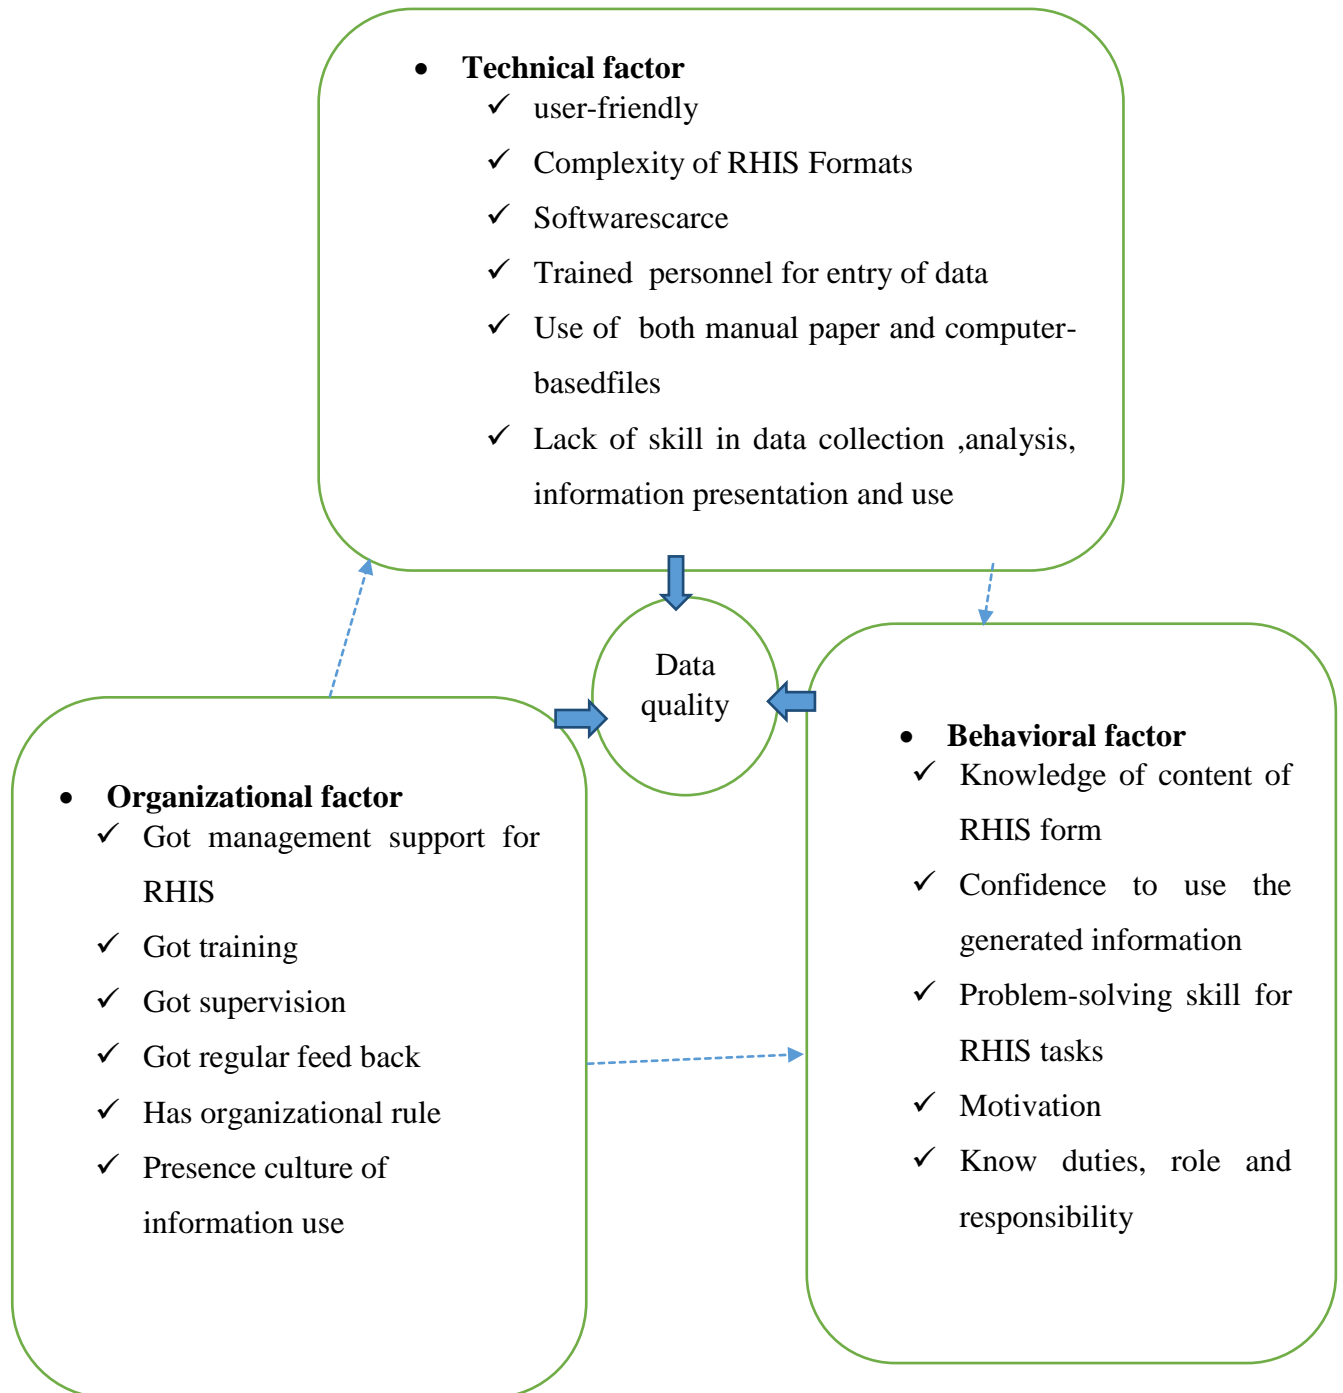 • Technical factor
✓ user-friendly
✓ Complexity of RHIS Formats
✓ Softwarescarce
✓ Trained personnel for entry of data
✓ Use of both manual paper and computer-
basedfiles
✓ Lack of skill in data collection ,analysis,
information presentation and use
Data
quality
• Organizational factor
✓ Got management support for
RHIS
✓ Got training
✓ Got supervision
✓ Got regular feed back
✓ Has organizational rule
✓ Presence culture of
information use
• Behavioral factor
✓ Knowledge of content of
RHIS form
✓ Confidence to use the
generated information
✓ Problem-solving skill for
RHIS tasks
✓ Motivation
✓ Know duties, role and
responsibility